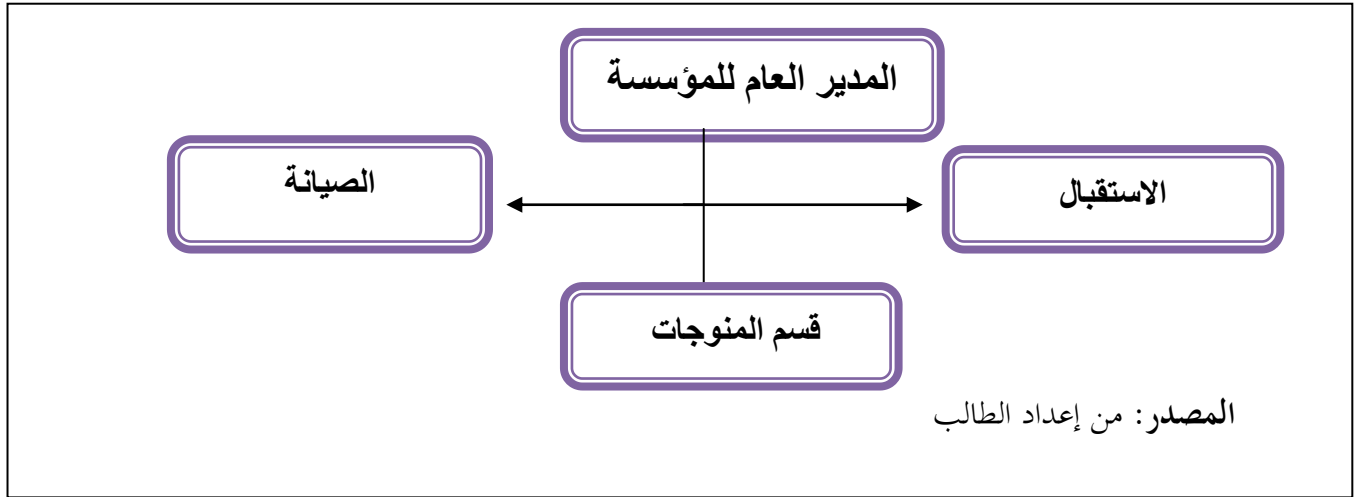 المدير العام للمؤسسة
الاستقبال
الصيانة
قسم المنوجات
المصدر: من إعداد الطالب